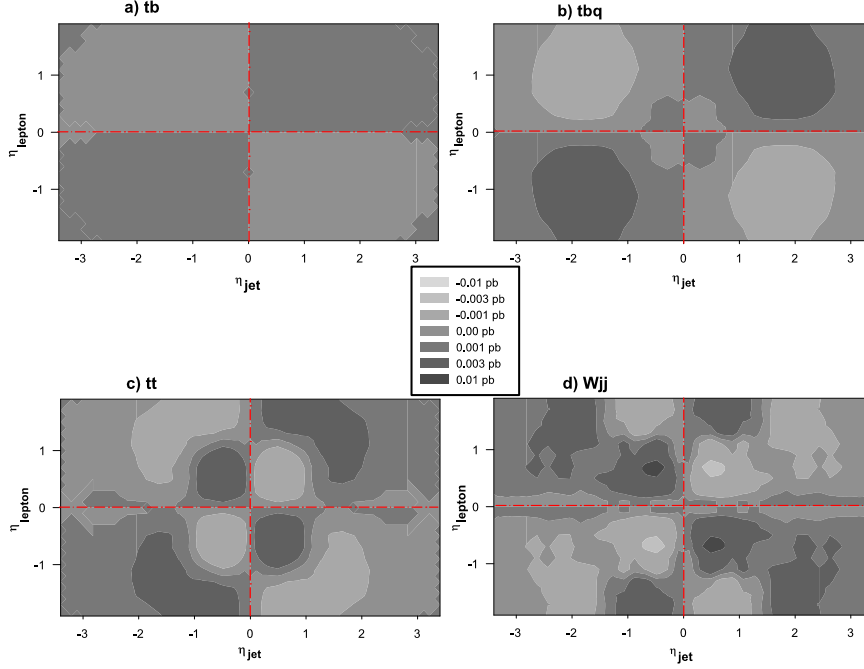 a) tb
b) tbq
η lepton
1
0
-1
-3
-2
-1
0
1
2
3
η jet
η lepton
1
0
-1
-3
-2
-1
0
1
2
3
η jet
-0.01 pb
-0.003 pb
-0.001 pb
0.00 pb
0.001 pb
0.003 pb
0.01 pb
c) tt
d) Wjj
η lepton
1
0
-1
-3
-2
-1
0
1
2
3
η jet
η lepton
1
0
-1
-3
-2
-1
0
1
2
3
η jet